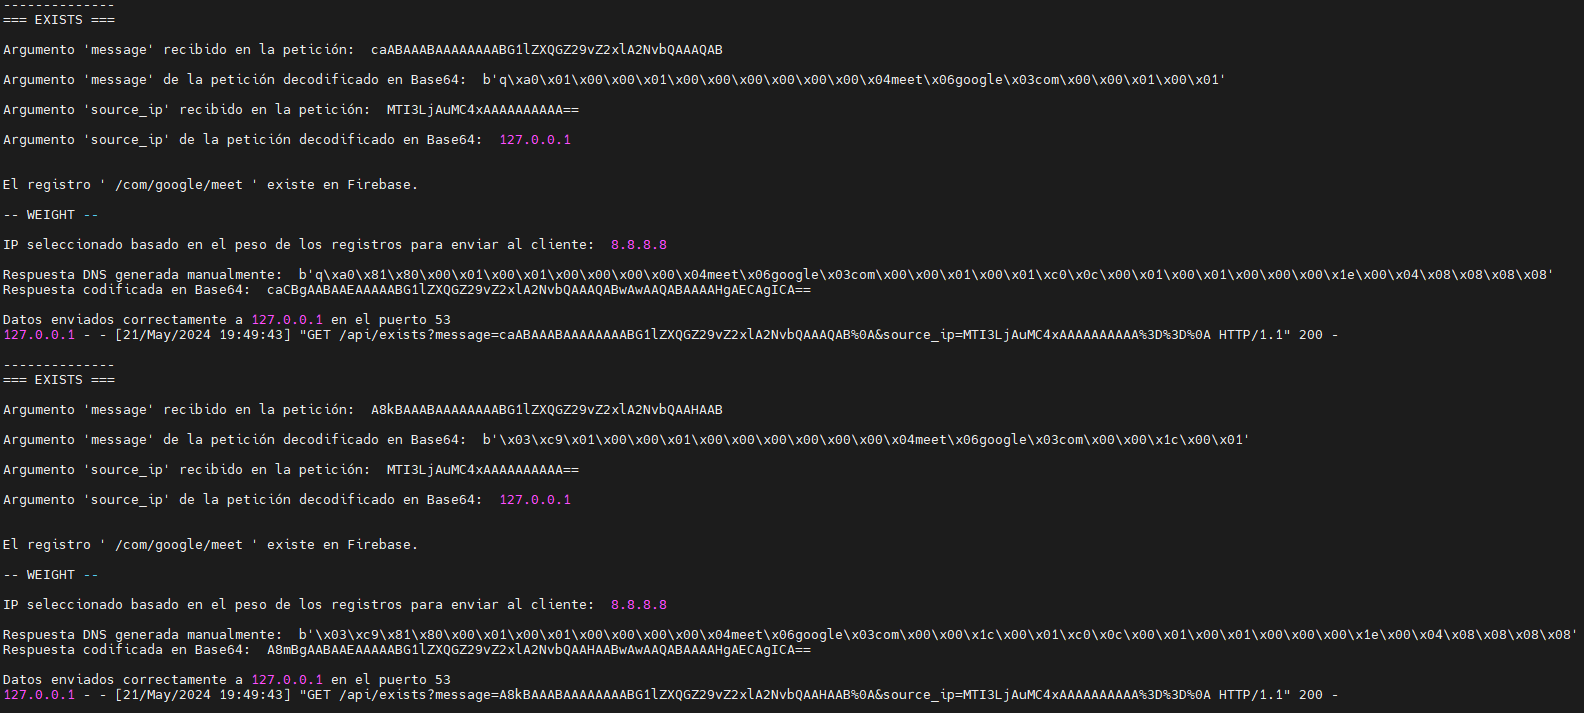 --------------
=== EXISTS ===
Argumento 'message' recibido en la petición:  caABAAABAAAAAAAABG1lZXQGZ29vZ2xlA2NvbQAAAQAB
Argumento 'message' de la petición decodificado en Base64:  b'q\xa0\x01\x00\x00\x01\x00\x00\x00\x00\x00\x00\x04meet\x06google\x03com\x00\x00\x01\x00\x01'
Argumento 'source_ip' recibido en la petición:  MTI3LjAuMC4xAAAAAAAAAA==
Argumento 'source_ip' de la petición decodificado en Base64:  127.0.0.1
El registro ' /com/google/meet ' existe en Firebase.
-- WEIGHT --
IP seleccionado basado en el peso de los registros para enviar al cliente:  8.8.8.8
Respuesta DNS generada manualmente:  b'q\xa0\x81\x80\x00\x01\x00\x01\x00\x00\x00\x00\x04meet\x06google\x03com\x00\x00\x01\x00\x01\xc0\x0c\x00\x01\x00\x01\x00\x00\x00\x1e\x00\x04\x08\x08\x08\x08'
Respuesta codificada en Base64:  caCBgAABAAEAAAAABG1lZXQGZ29vZ2xlA2NvbQAAAQABwAwAAQABAAAAHgAECAgICA==
Datos enviados correctamente a 127.0.0.1 en el puerto 53
127.0.0.1 - - [21/May/2024 19:49:43] "GET /api/exists?message=caABAAABAAAAAAAABG1lZXQGZ29vZ2xlA2NvbQAAAQAB%0A&source_ip=MTI3LjAuMC4xAAAAAAAAAA%3D%3D%0A HTTP/1.1" 200 -
--------------
=== EXISTS ===
Argumento 'message' recibido en la petición:  A8kBAAABAAAAAAAABG1lZXQGZ29vZ2xlA2NvbQAAHAAB
Argumento 'message' de la petición decodificado en Base64:  b'\x03\xc9\x01\x00\x00\x01\x00\x00\x00\x00\x00\x00\x04meet\x06google\x03com\x00\x00\x1c\x00\x01'
Argumento 'source_ip' recibido en la petición:  MTI3LjAuMC4xAAAAAAAAAA==
Argumento 'source_ip' de la petición decodificado en Base64:  127.0.0.1
El registro ' /com/google/meet ' existe en Firebase.
-- WEIGHT --
IP seleccionado basado en el peso de los registros para enviar al cliente:  8.8.8.8
Respuesta DNS generada manualmente:  b'\x03\xc9\x81\x80\x00\x01\x00\x01\x00\x00\x00\x00\x04meet\x06google\x03com\x00\x00\x1c\x00\x01\xc0\x0c\x00\x01\x00\x01\x00\x00\x00\x1e\x00\x04\x08\x08\x08\x08'
Respuesta codificada en Base64:  A8mBgAABAAEAAAAABG1lZXQGZ29vZ2xlA2NvbQAAHAABwAwAAQABAAAAHgAECAgICA==
Datos enviados correctamente a 127.0.0.1 en el puerto 53
127.0.0.1 - - [21/May/2024 19:49:43] "GET /api/exists?message=A8kBAAABAAAAAAAABG1lZXQGZ29vZ2xlA2NvbQAAHAAB%0A&source_ip=MTI3LjAuMC4xAAAAAAAAAA%3D%3D%0A HTTP/1.1" 200 -